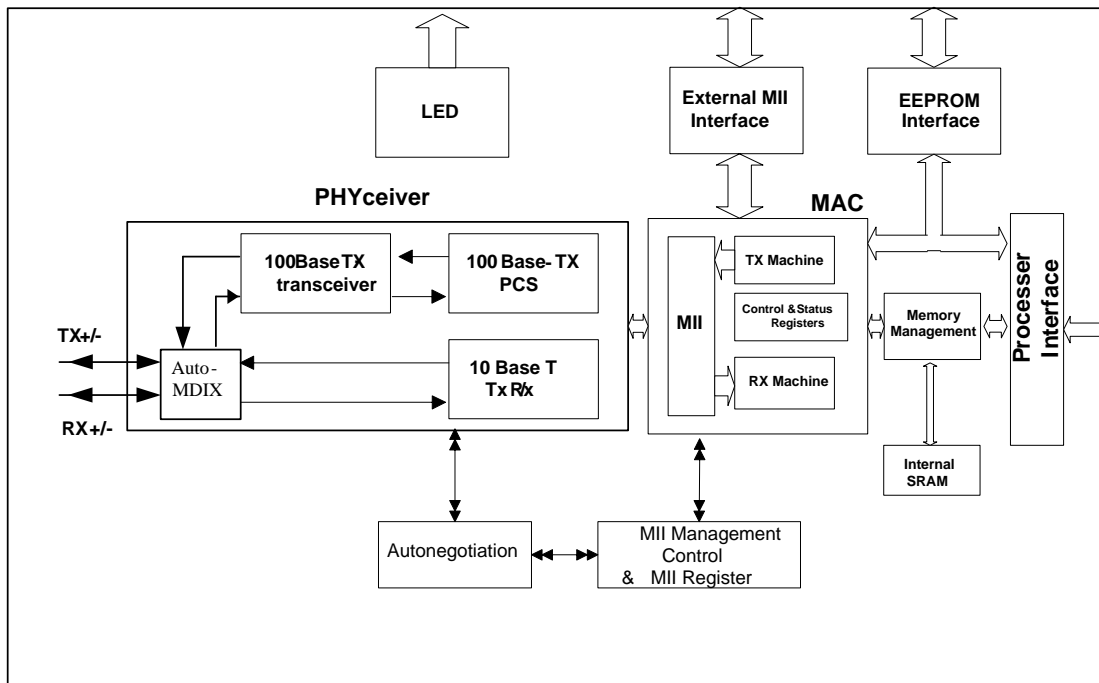 LED
External MII
Interface
EEPROM
Interface
PHYceiver
MAC
100Base TX
transceiver
100 Base- TX
PCS
TX Machine
MII
Control &Status
Registers
Memory
Management
Processer
Interface
TX+/-
Auto-
MDIX
10 Base T
Tx R/x
RX Machine
RX+/-
Internal
SRAM
Autonegotiation
MII Management
Control
& MII Register